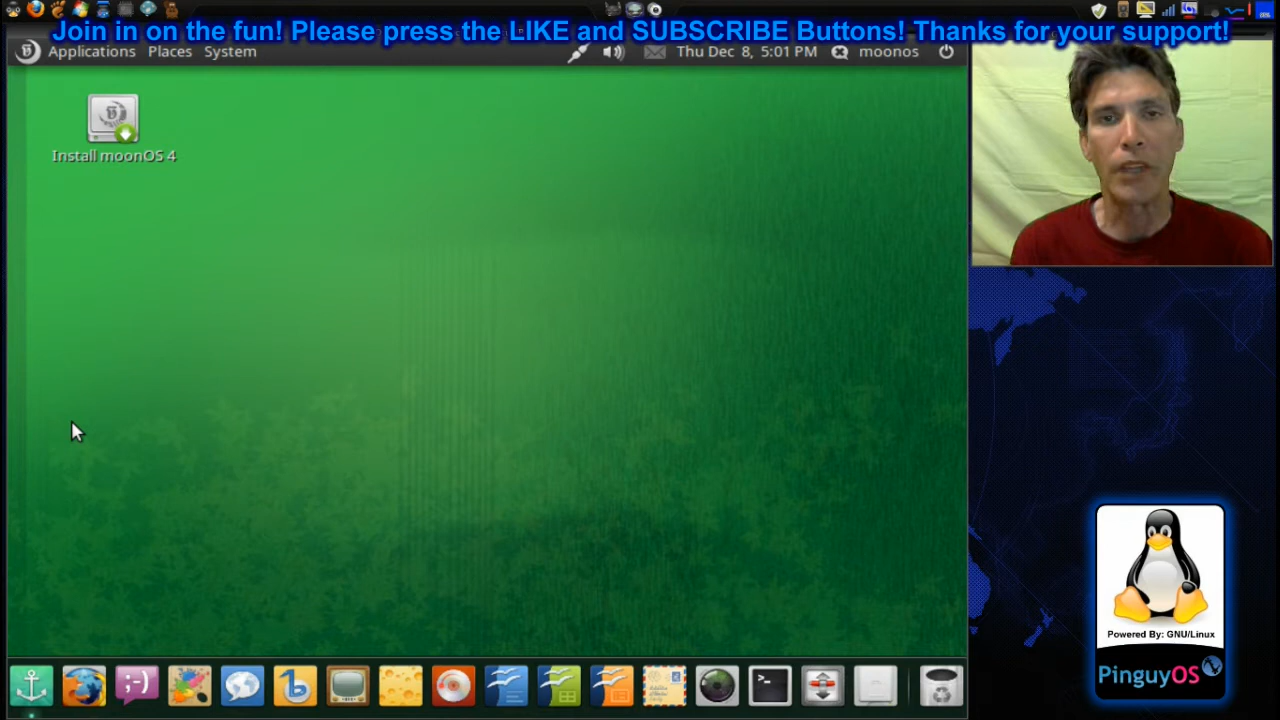 Join in on the fun! Please press the LIKE and SUBSCRIBE Buttons! Thanks for your support!
Applications Places System Thu Dec 8, 5:01 PM moonos
Install moonOS 4
;-)
b
>_
Powered By: GNU/Linux
PinguyOS